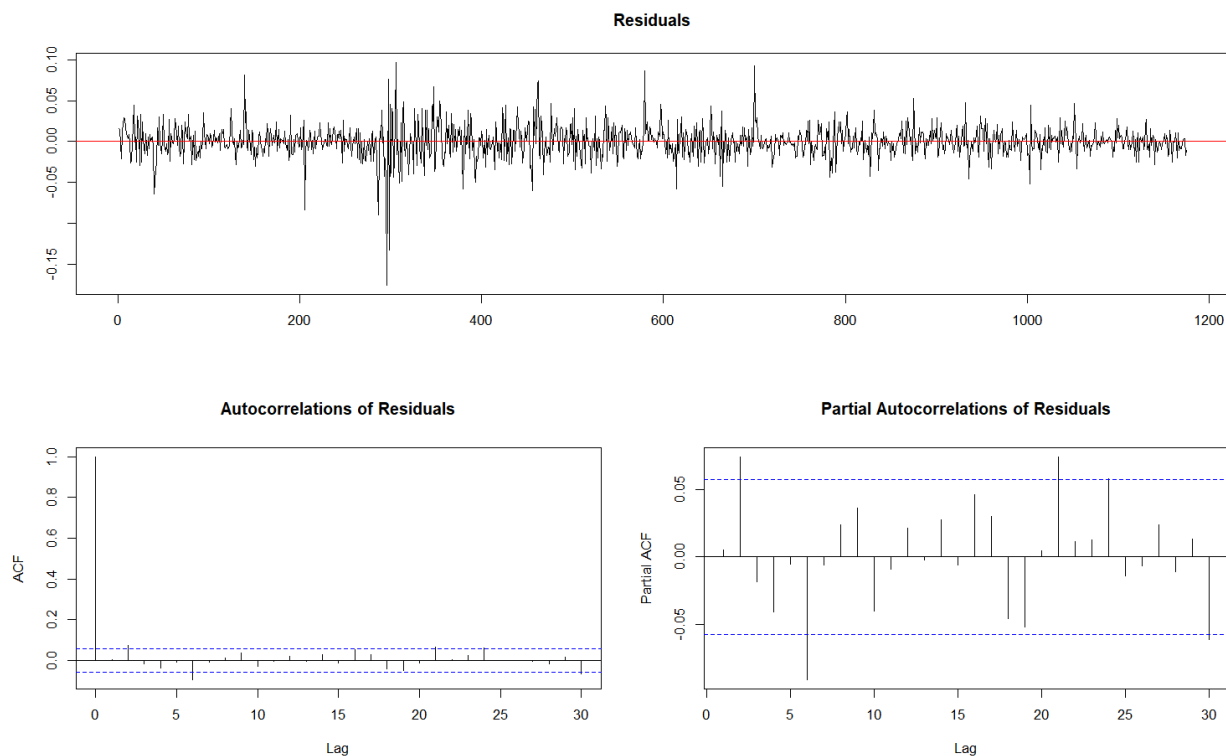 Residuals
0.10
0.05
0.00
-0.05
-0.15
0 200 400 600 800 1000 1200
Autocorrelations of Residuals
ACF
1.0
0.8
0.6
0.4
0.2
0.0
0 5 10 15 20 25 30
Lag
Partial Autocorrelations of Residuals
Partial ACF
0.05
0.00
-0.05
0 5 10 15 20 25 30
Lag